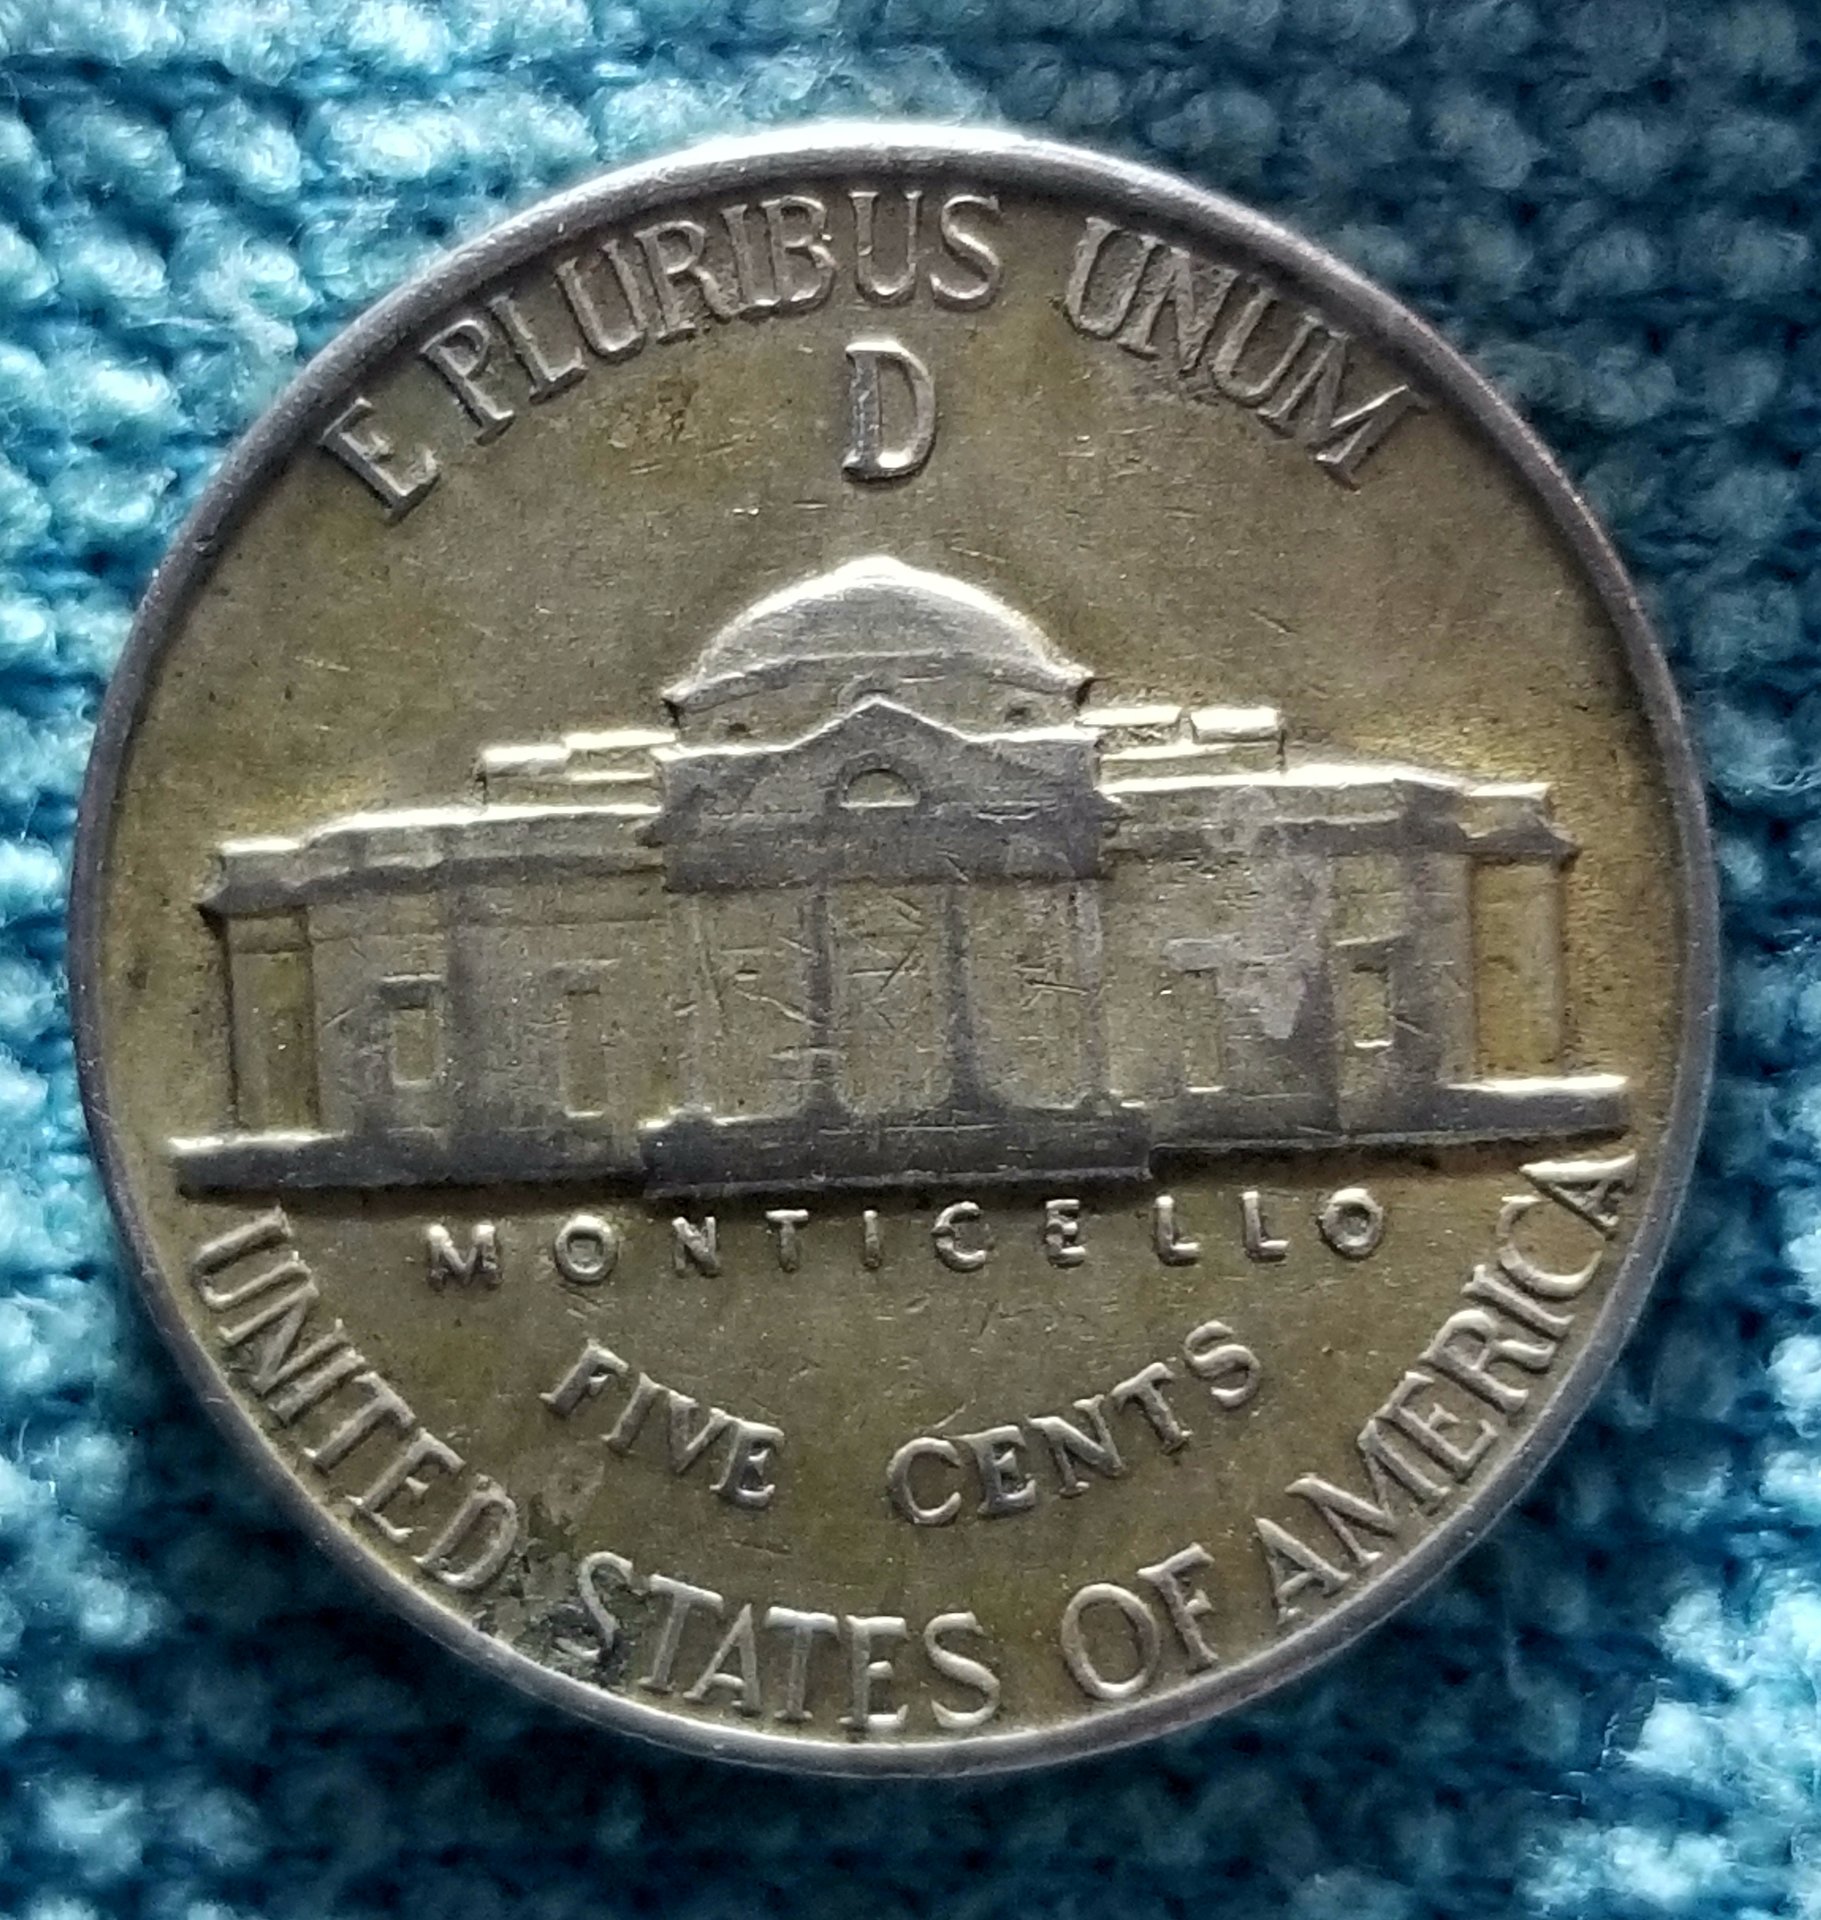 E PLURIBUS UNUM
D
MONTICELLO
FIVE CENTS
UNITED STATES OF AMERICA